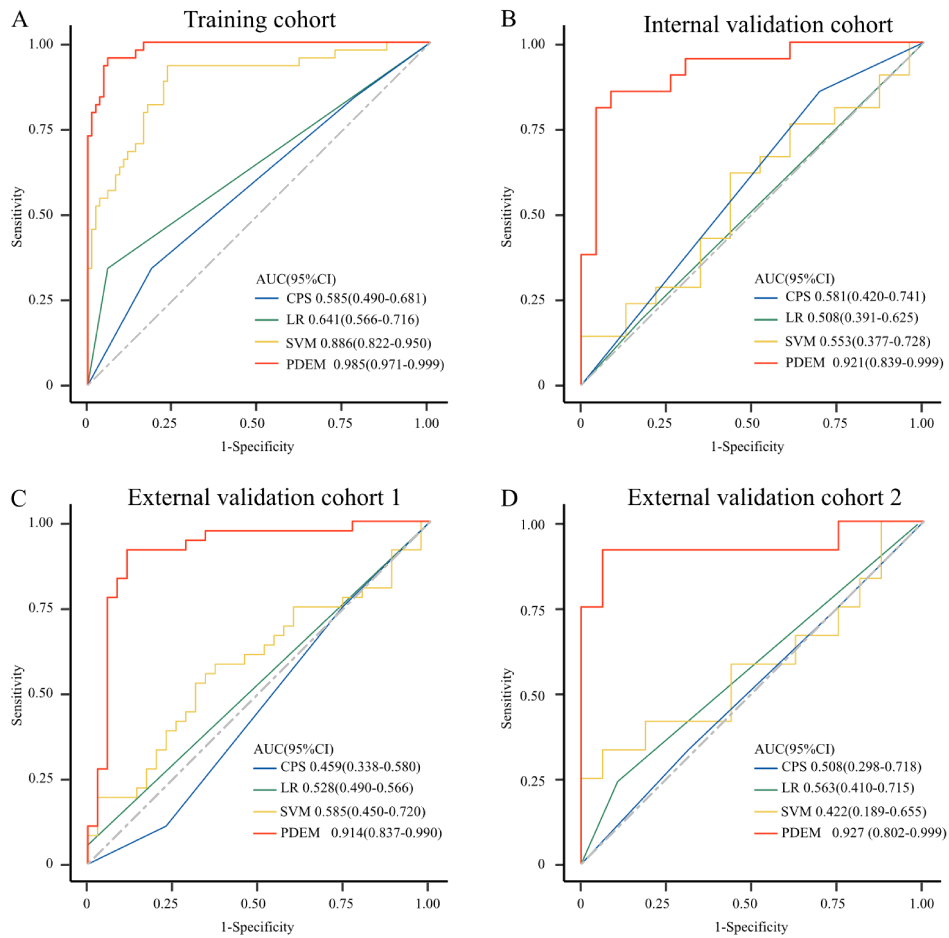 A
Training cohort
1.00
0.75
0.50
0.25
0
Sensitivity
AUC(95%CI)
CPS 0.585(0.490-0.681)
LR 0.641(0.566-0.716)
SVM 0.886(0.822-0.950)
PDEM 0.985(0.971-0.999)
0 0.25 0.50 0.75 1.00
1-Specificity
B
Internal validation cohort
1.00
0.75
0.50
0.25
0
Sensitivity
AUC(95%CI)
CPS 0.581(0.420-0.741)
LR 0.508(0.391-0.625)
SVM 0.553(0.377-0.728)
PDEM 0.921(0.839-0.999)
0 0.25 0.50 0.75 1.00
1-Specificity
C
External validation cohort 1
1.00
0.75
0.50
0.25
0
Sensitivity
AUC(95%CI)
CPS 0.459(0.338-0.580)
LR 0.528(0.490-0.566)
SVM 0.585(0.450-0.720)
PDEM 0.914(0.837-0.990)
0 0.25 0.50 0.75 1.00
1-Specificity
D
External validation cohort 2
1.00
0.75
0.50
0.25
0
Sensitivity
AUC(95%CI)
CPS 0.508(0.298-0.718)
LR 0.563(0.410-0.715)
SVM 0.422(0.189-0.655)
PDEM 0.927 (0.802-0.999)
0 0.25 0.50 0.75 1.00
1-Specificity